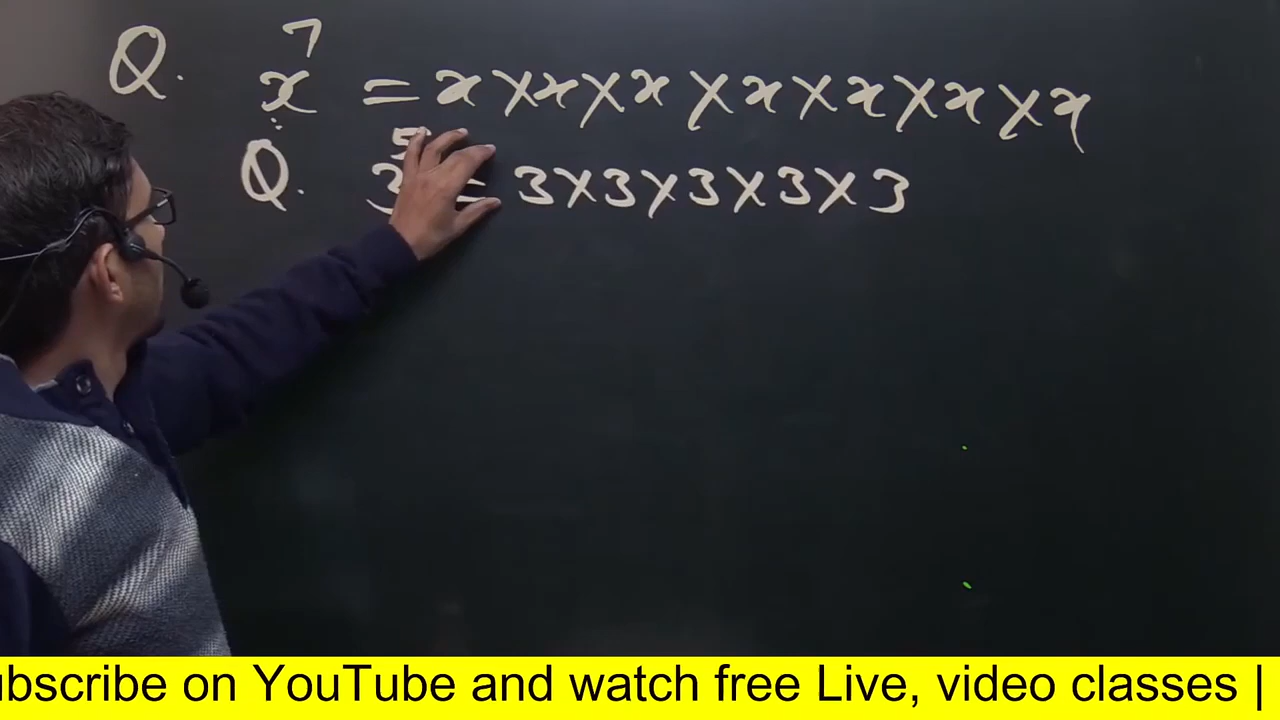 Q. x⁷ = x × x × x × x × x × x × x
Q. 3⁵ = 3 × 3 × 3 × 3 × 3
ubscribe on YouTube and watch free Live, video classes |